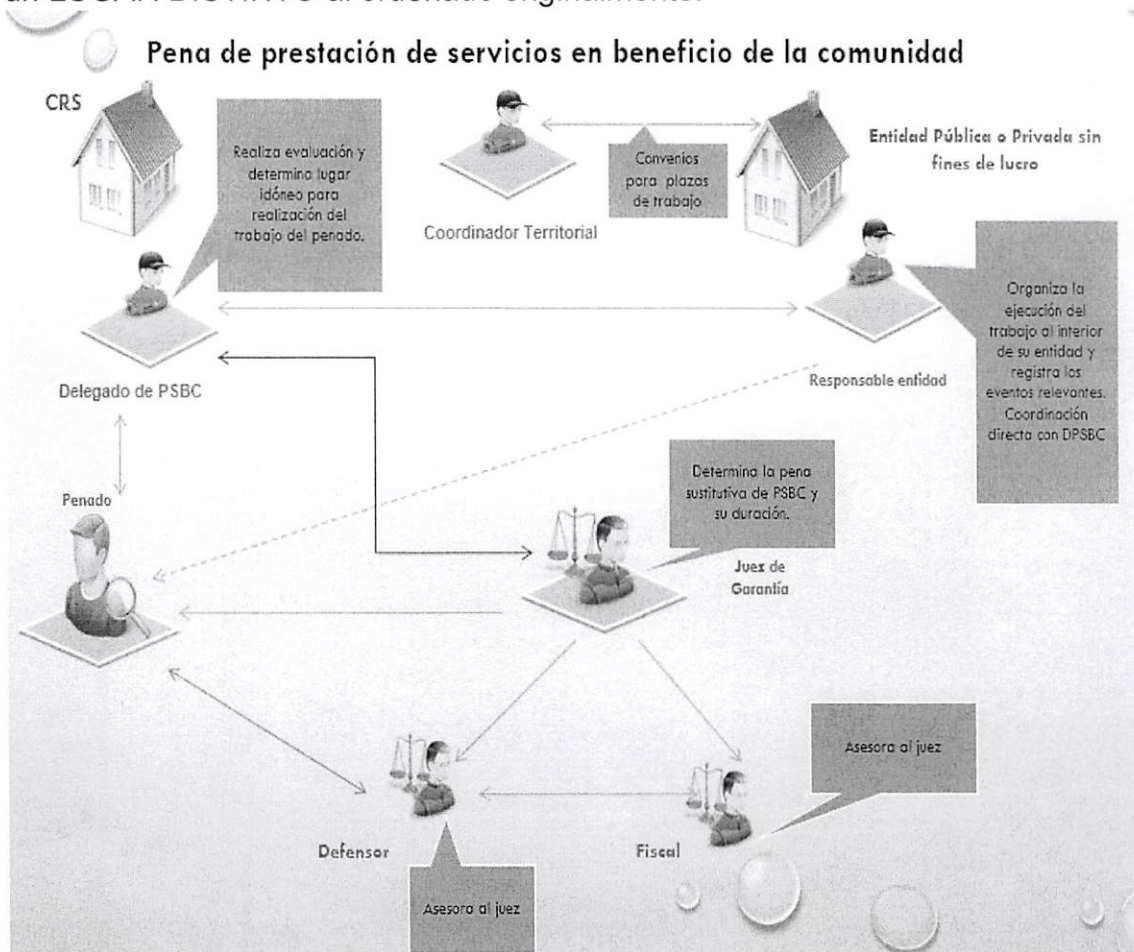 Pena de prestación de servicios en beneficio de la comunidad
CRS
Realiza evaluación y
determina lugar
idóneo para
realización del
trabajo del penado.
Coordinador Territorial
Convenios
para plazas
de trabajo
Entidad Pública o Privada sin
fines de lucro
Delegado de PSBC
Responsable entidad
Organiza la
ejecución del
trabajo al interior
de su entidad y
registra los
eventos relevantes.
Coordinación
directa con DPSBC
Penado
Determina la pena
sustitutiva de PSBC y
su duración.
Juez de
Garantía
Asesora al juez
Defensor
Fiscal
Asesora al juez